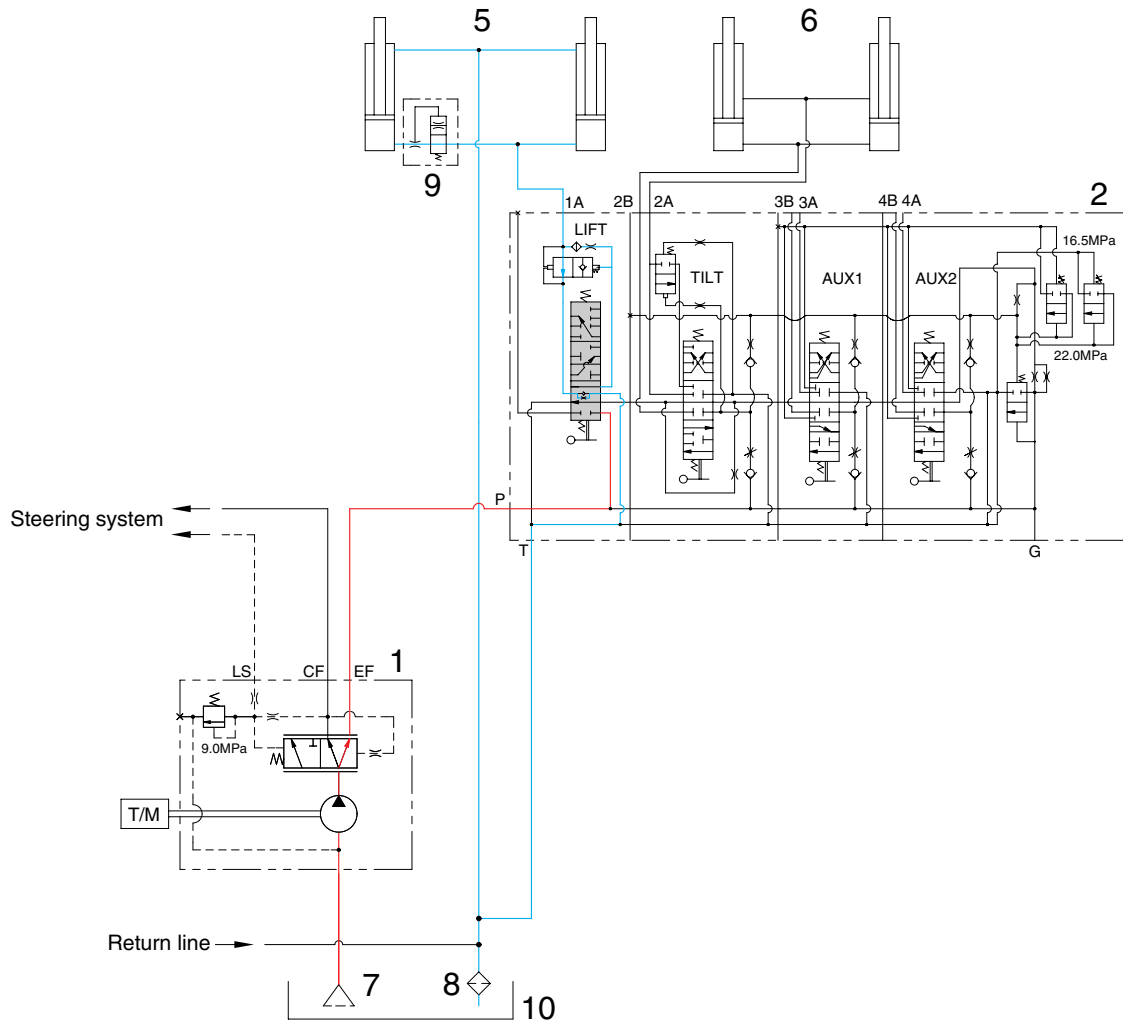 5
6
9
1A
2B
2A
3B
3A
4B
4A
2
LIFT
TILT
AUX1
AUX2
16.5MPa
22.0MPa
P
T
G
Steering system
LS
CF
EF
1
9.0MPa
T/M
Return line
7
8
10